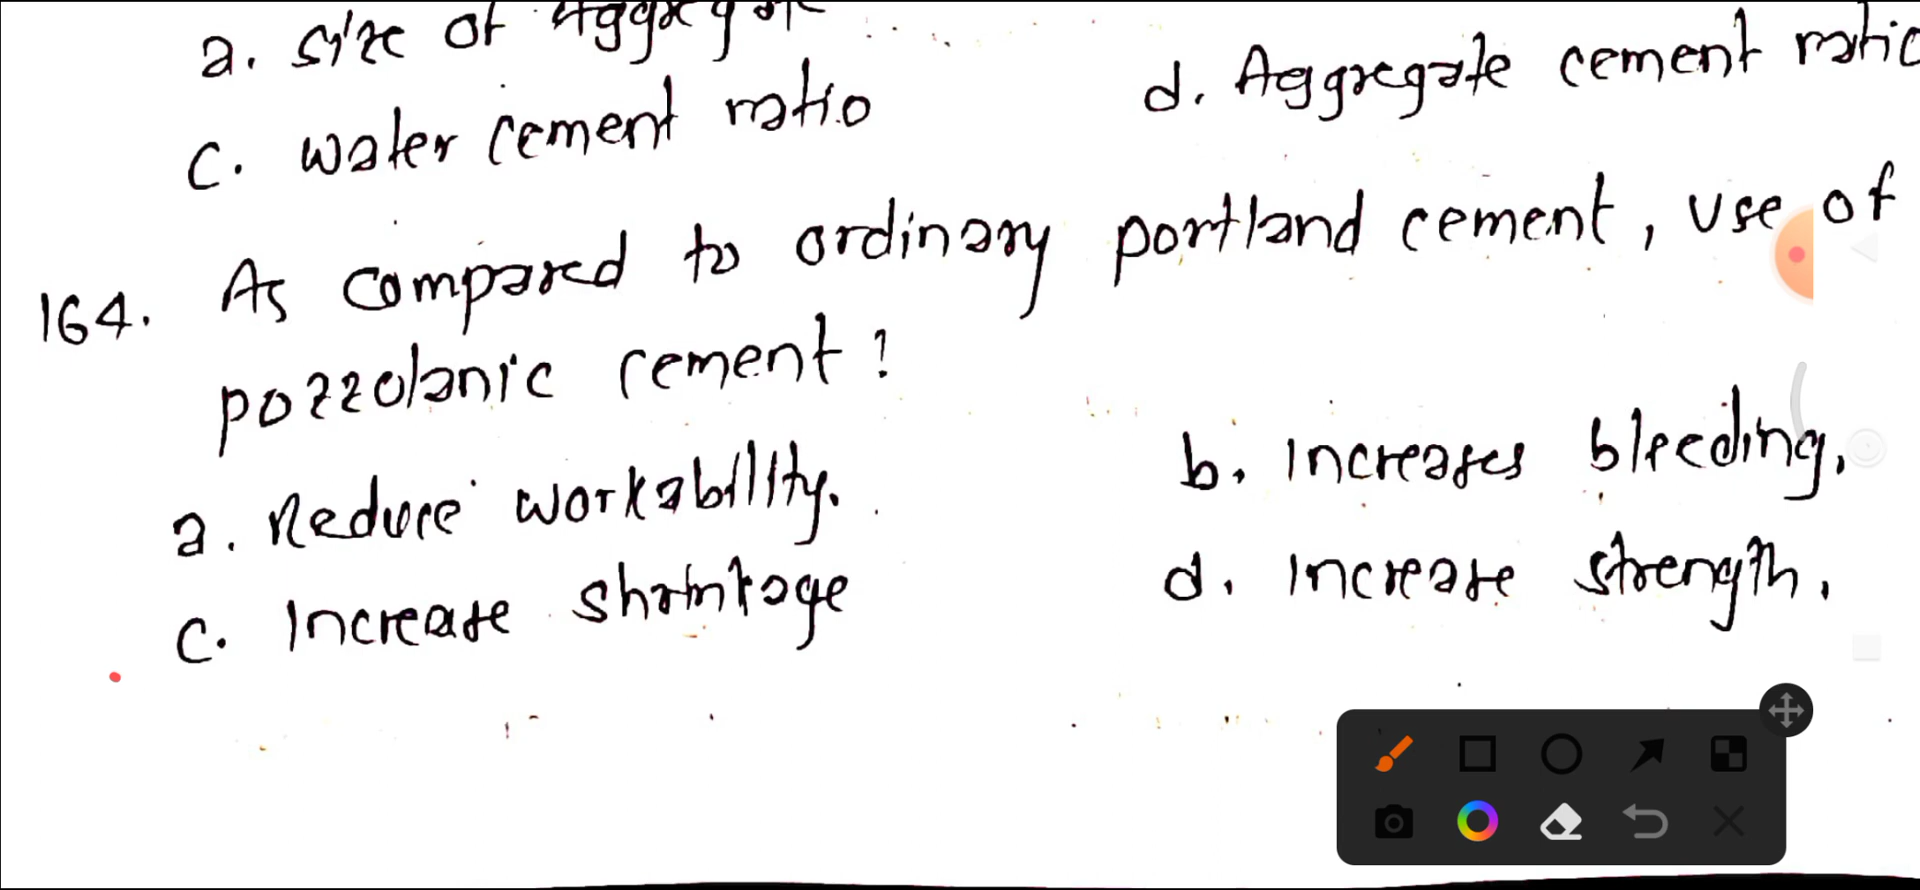 a. size of Aggregate
d. Aggregate cement ratio
c. water cement ratio
164. As compared to ordinary portland cement, use of
pozzolanic cement?
a. Reduce workability.
b. Increases bleeding.
c. Increase shrinkage
d. Increase strength.